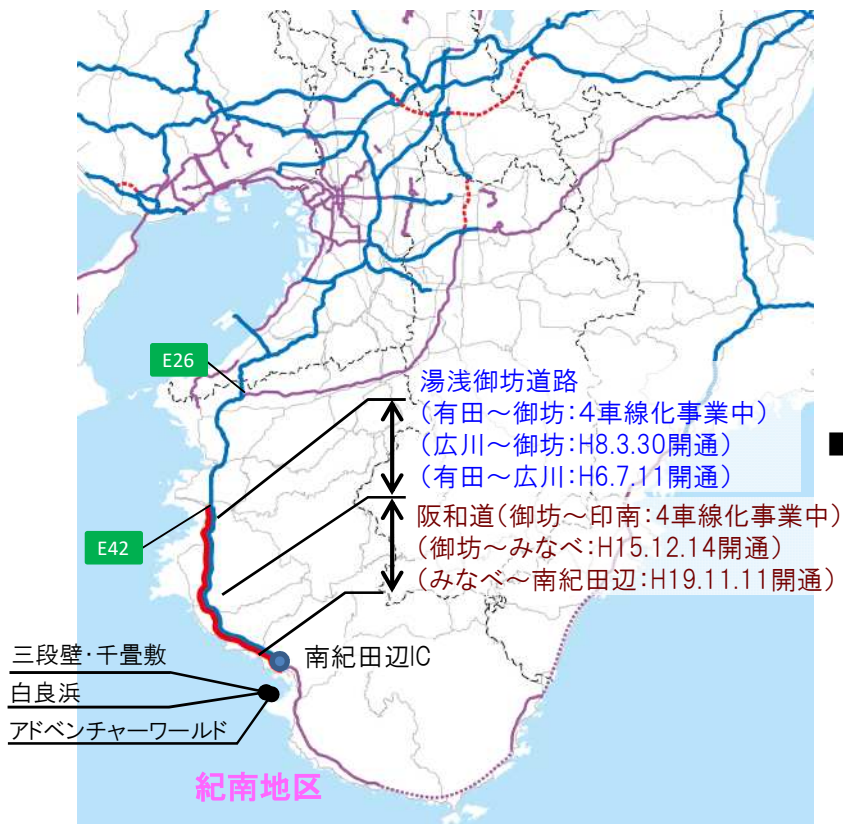 E26
湯浅御坊道路
(有田~御坊:4車線化事業中)
(広川~御坊:H8.3.30開通)
(有田~広川:H6.7.11開通)
阪和道(御坊~印南:4車線化事業中)
(御坊~みなべ:H15.12.14開通)
(みなべ~南紀田辺:H19.11.11開通)
E42
南紀田辺IC
三段壁・千畳敷
白良浜
アドベンチャーワールド
紀南地区